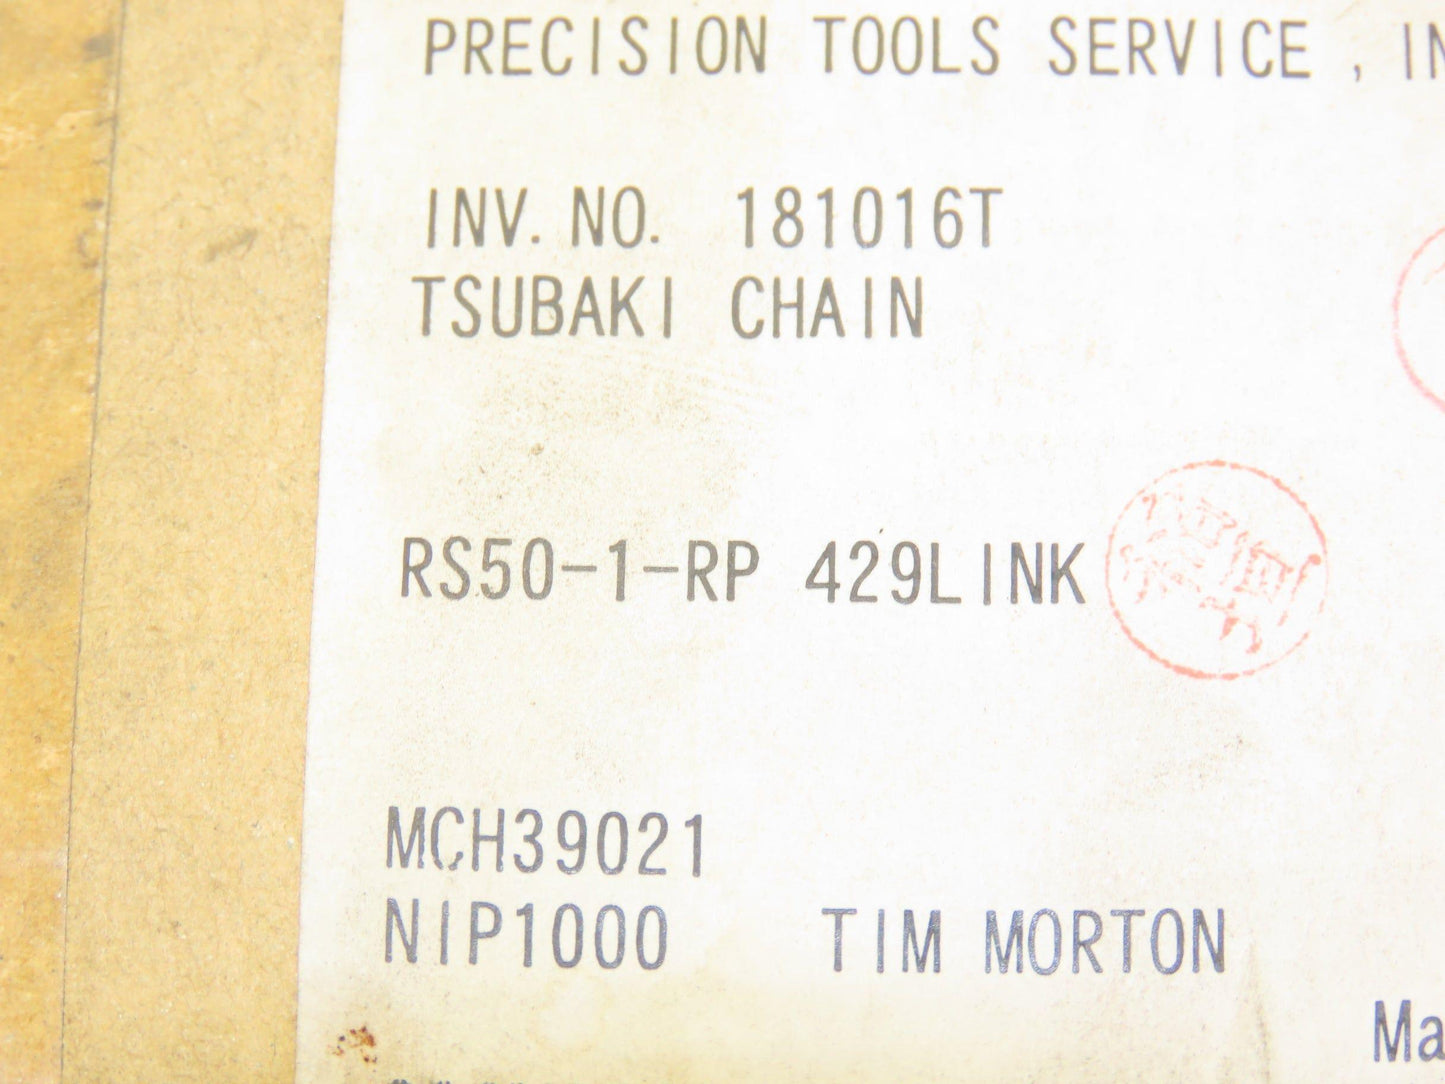 PRECISION TOOLS SERVICE , IN
INV. NO. 181016T
TSUBAKI CHAIN
RS50-1-RP 429LINK
MCH39021
NIP1000 TIM MORTON
Ma